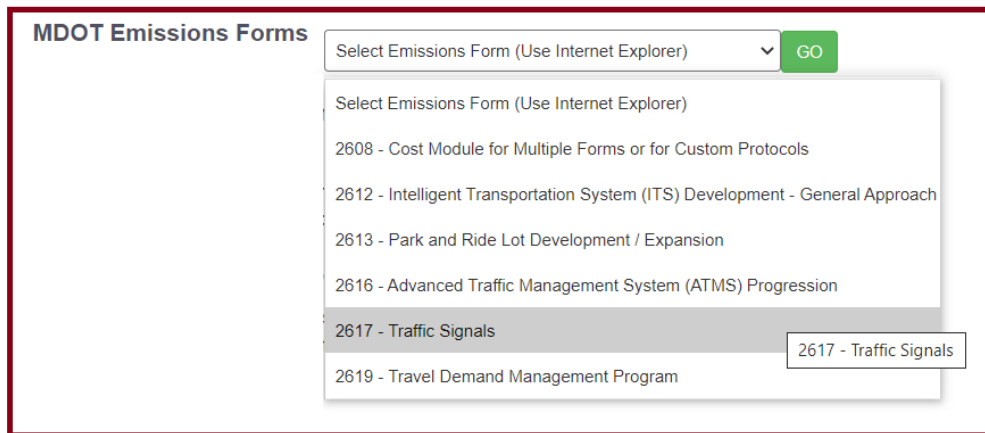 MDOT Emissions Forms
Select Emissions Form (Use Internet Explorer)
GO
Select Emissions Form (Use Internet Explorer)
2608 - Cost Module for Multiple Forms or for Custom Protocols
2612 - Intelligent Transportation System (ITS) Development - General Approach
2613 - Park and Ride Lot Development / Expansion
2616 - Advanced Traffic Management System (ATMS) Progression
2617 - Traffic Signals
2617 - Traffic Signals
2619 - Travel Demand Management Program